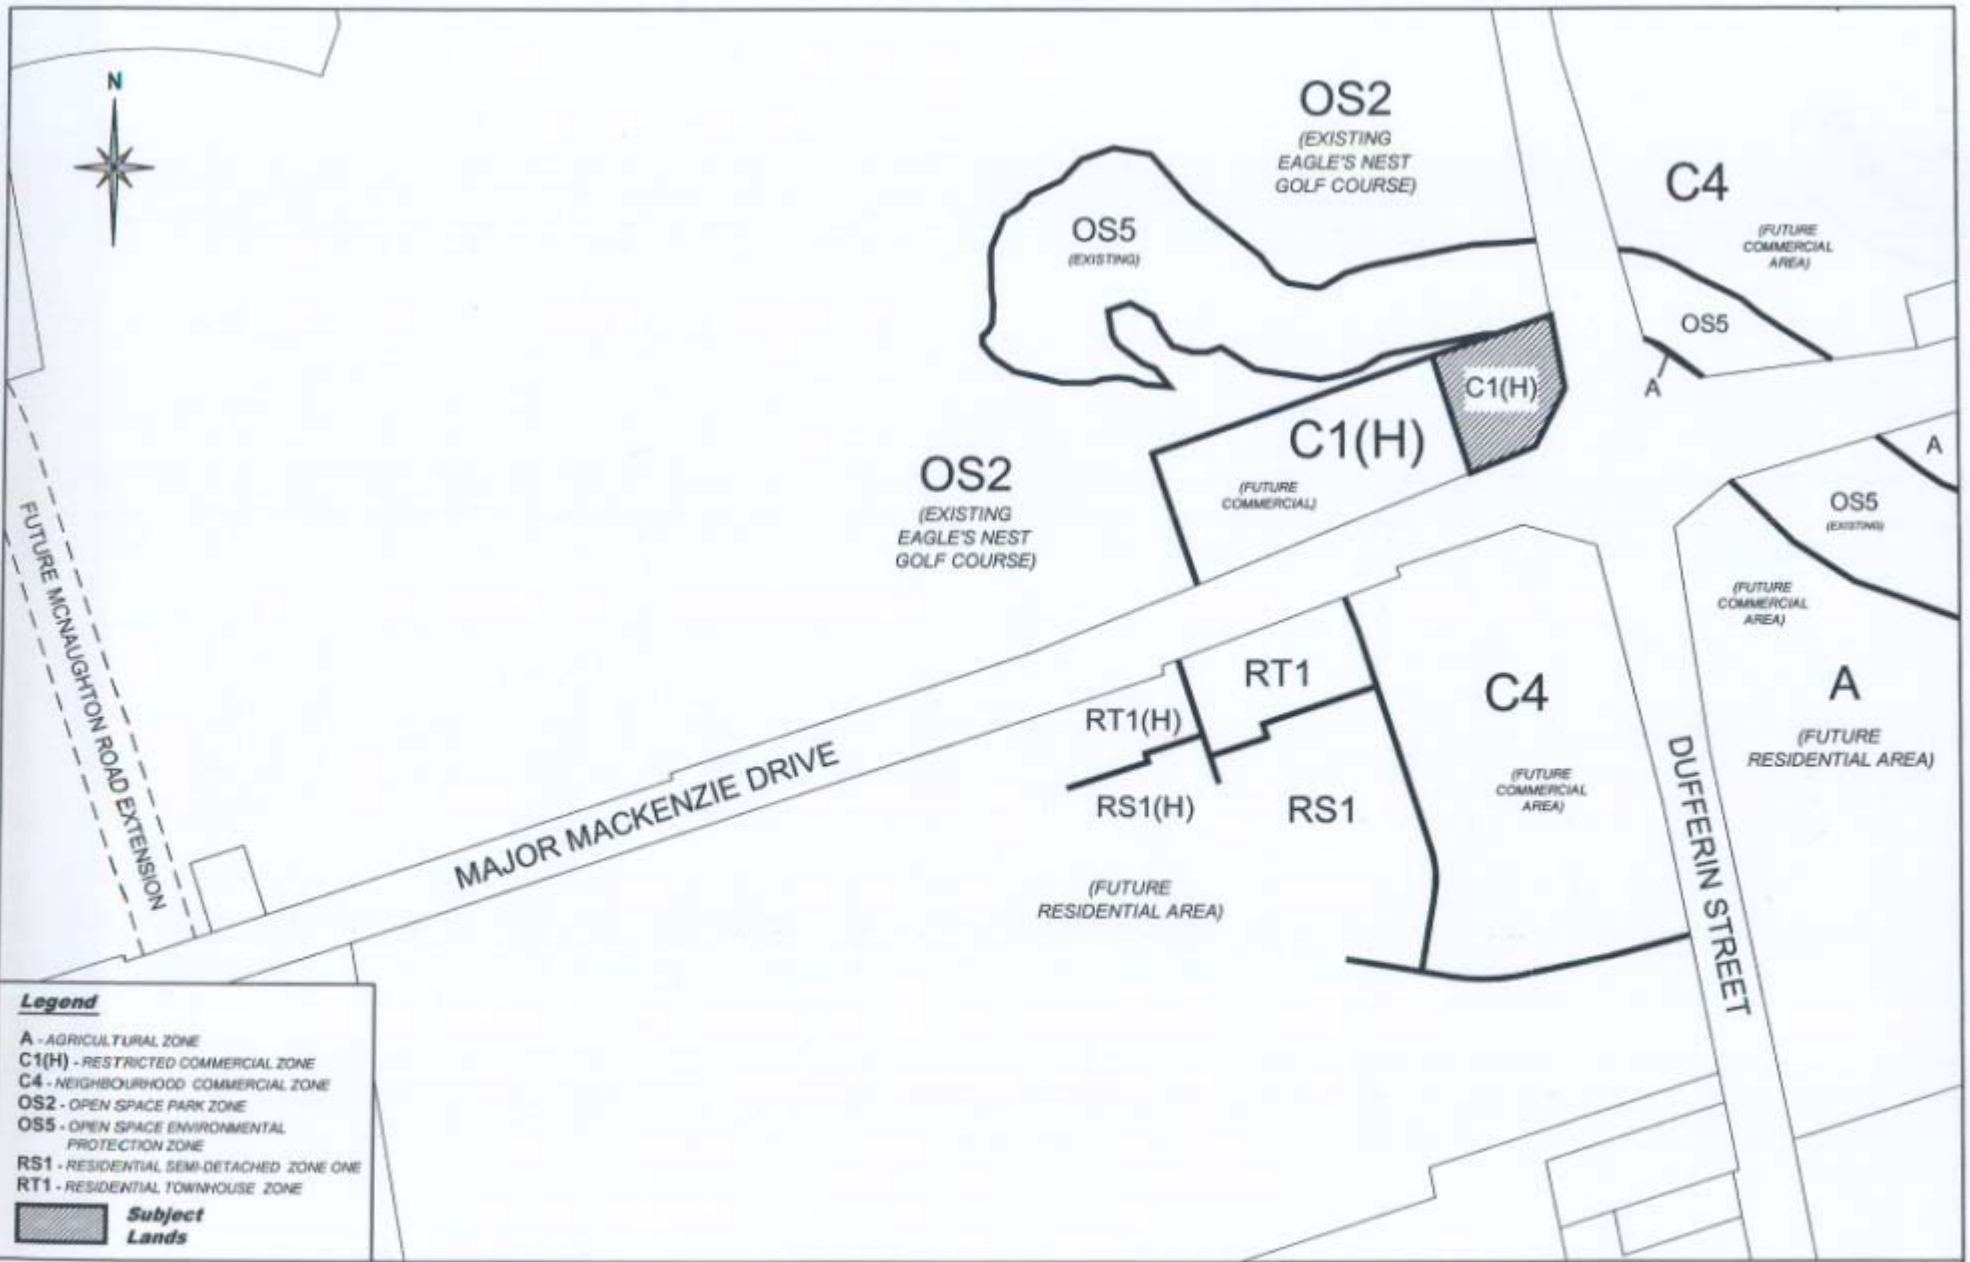 N
OS2
(EXISTING
EAGLE'S NEST
GOLF COURSE)
C4
(FUTURE
COMMERCIAL
AREA)
OS5
(EXISTING)
OS5
A
C1(H)
C1(H)
(FUTURE
COMMERCIAL)
OS2
(EXISTING
EAGLE'S NEST
GOLF COURSE)
A
OS5
(EXISTING)
(FUTURE
COMMERCIAL
AREA)
A
(FUTURE
RESIDENTIAL AREA)
RT1
RT1(H)
C4
(FUTURE
COMMERCIAL
AREA)
RS1(H)
RS1
(FUTURE
RESIDENTIAL AREA)
FUTURE MCNAUGHTON ROAD EXTENSION
MAJOR MACKENZIE DRIVE
DUFFERIN STREET
Legend
A - AGRICULTURAL ZONE
C1(H) - RESTRICTED COMMERCIAL ZONE
C4 - NEIGHBOURHOOD COMMERCIAL ZONE
OS2 - OPEN SPACE PARK ZONE
OS5 - OPEN SPACE ENVIRONMENTAL
PROTECTION ZONE
RS1 - RESIDENTIAL SEMI-DETACHED ZONE ONE
RT1 - RESIDENTIAL TOWNHOUSE ZONE
Subject
Lands